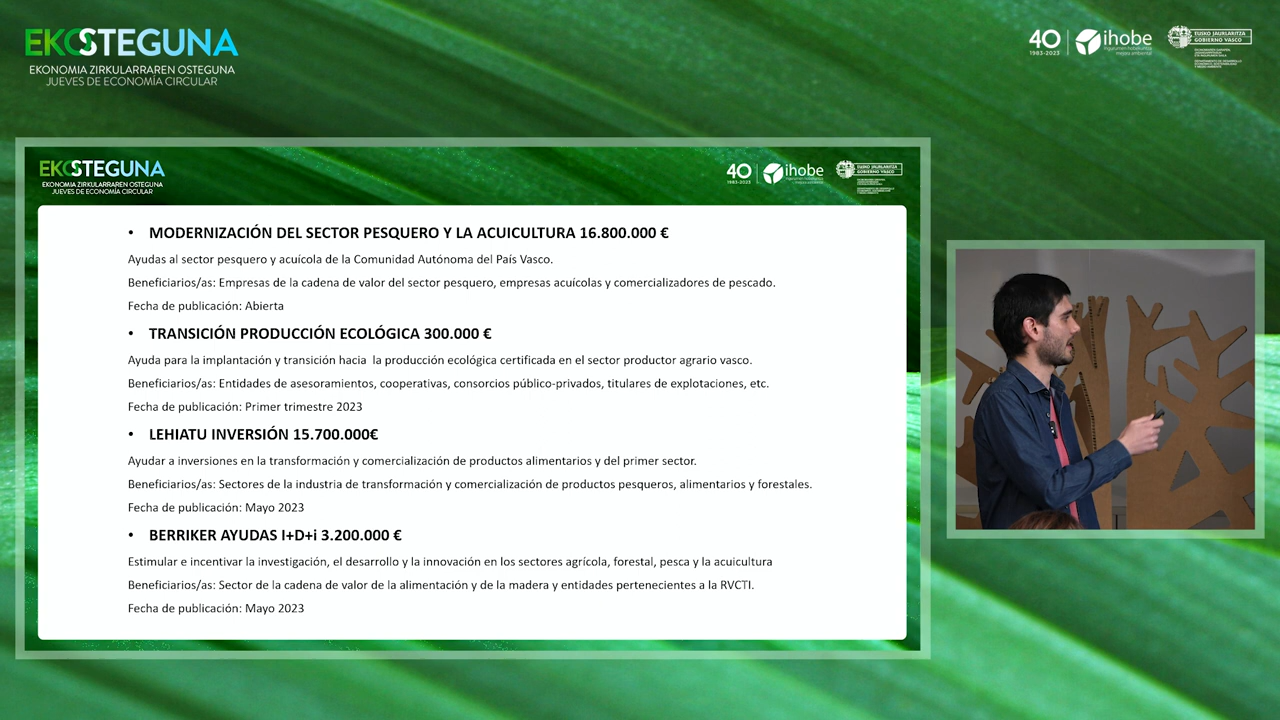 EKOSTEGUNA
EKONOMIA ZIRKULARRAREN OSTEGUNA
JUEVES DE ECONOMÍA CIRCULAR
40
1983-2023
ihobe
ingurumen hobekuntza
mejora ambiental
EUSKO JAURLARITZA
GOBIERNO VASCO
EKOSTEGUNA
EKONOMIA ZIRKULARRAREN OSTEGUNA
JUEVES DE ECONOMÍA CIRCULAR
40
1983-2023
ihobe
EUSKO JAURLARITZA
GOBIERNO VASCO
• MODERNIZACIÓN DEL SECTOR PESQUERO Y LA ACUICULTURA 16.800.000 €
Ayudas al sector pesquero y acuícola de la Comunidad Autónoma del País Vasco.
Beneficiarios/as: Empresas de la cadena de valor del sector pesquero, empresas acuícolas y comercializadores de pescado.
Fecha de publicación: Abierta
• TRANSICIÓN PRODUCCIÓN ECOLÓGICA 300.000 €
Ayuda para la implantación y transición hacia la producción ecológica certificada en el sector productor agrario vasco.
Beneficiarios/as: Entidades de asesoramientos, cooperativas, consorcios público-privados, titulares de explotaciones, etc.
Fecha de publicación: Primer trimestre 2023
• LEHIATU INVERSIÓN 15.700.000€
Ayudar a inversiones en la transformación y comercialización de productos alimentarios y del primer sector.
Beneficiarios/as: Sectores de la industria de transformación y comercialización de productos pesqueros, alimentarios y forestales.
Fecha de publicación: Mayo 2023
• BERRIKER AYUDAS I+D+i 3.200.000 €
Estimular e incentivar la investigación, el desarrollo y la innovación en los sectores agrícola, forestal, pesca y la acuicultura
Beneficiarios/as: Sector de la cadena de valor de la alimentación y de la madera y entidades pertenecientes a la RVCTI.
Fecha de publicación: Mayo 2023